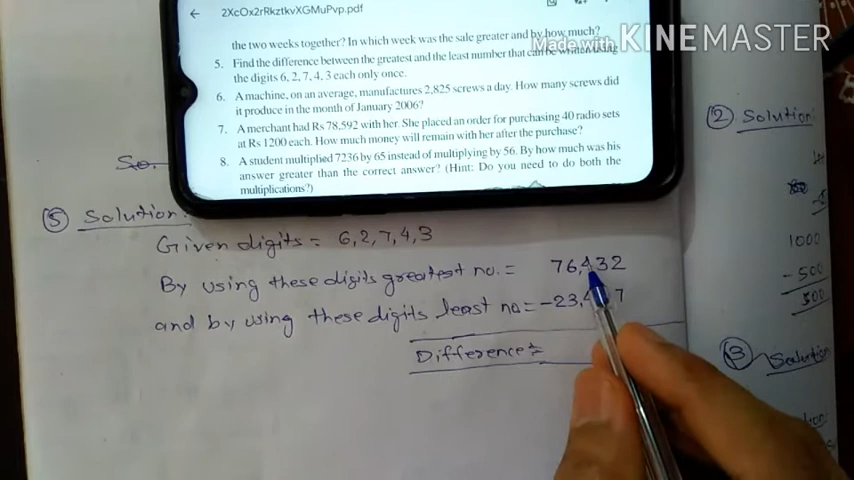 2XcOx2rRkztkvXGMuPvp.pdf
the two weeks together? In which week was the sale greater and by how much?
Made with KINEMASTER
5. Find the difference between the greatest and the least number that can be written using
the digits 6, 2, 7, 4, 3 each only once.
6. A machine, on an average, manufactures 2,825 screws a day. How many screws did
it produce in the month of January 2006?
7. A merchant had Rs 78,592 with her. She placed an order for purchasing 40 radio sets
at Rs 1200 each. How much money will remain with her after the purchase?
8. A student multiplied 7236 by 65 instead of multiplying by 56. By how much was his
answer greater than the correct answer? (Hint: Do you need to do both the
multiplications?)
So.
5 Solution:
Given digits = 6,2,7,4,3
By using these digits greatest no. = 76,432
and by using these digits least no = -23,4 7
Difference =
2 Solution:
1000
- 500
500
3 Solution